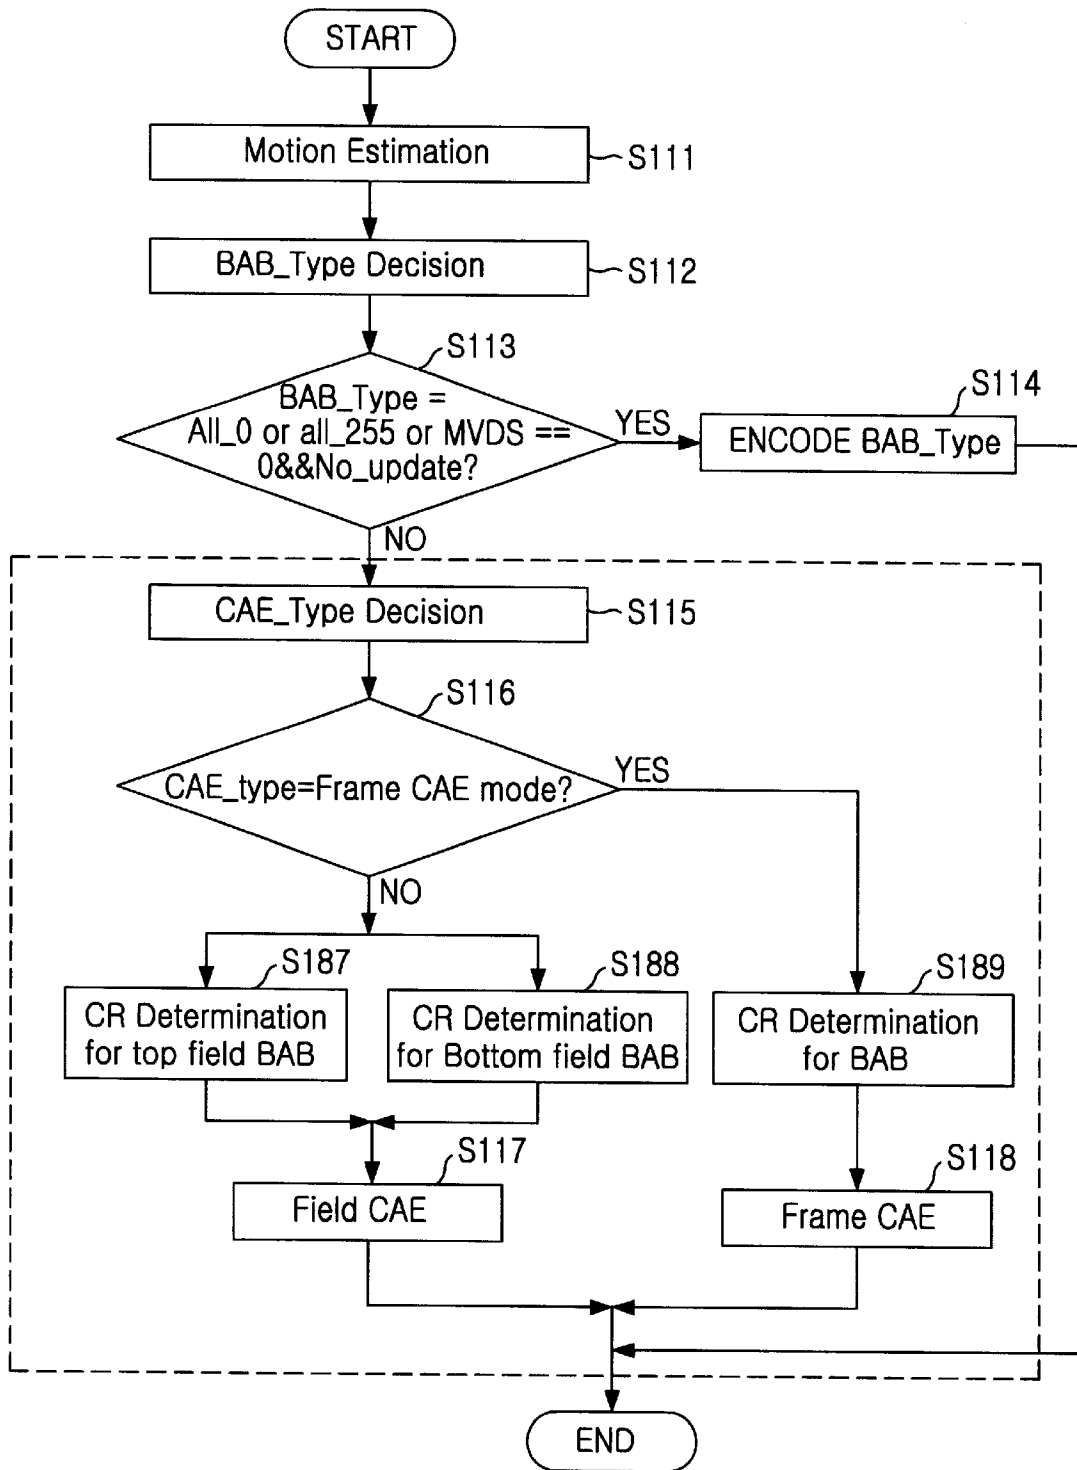 START
Motion Estimation
S111
BAB_Type Decision
S112
S113
BAB_Type =
All_0 or all_255 or MVDS ==
0&&No_update?
YES
S114
ENCODE BAB_Type
NO
CAE_Type Decision
S115
S116
CAE_type=Frame CAE mode?
YES
NO
S187
CR Determination
for top field BAB
S188
CR Determination
for Bottom field BAB
S189
CR Determination
for BAB
S117
Field CAE
S118
Frame CAE
END